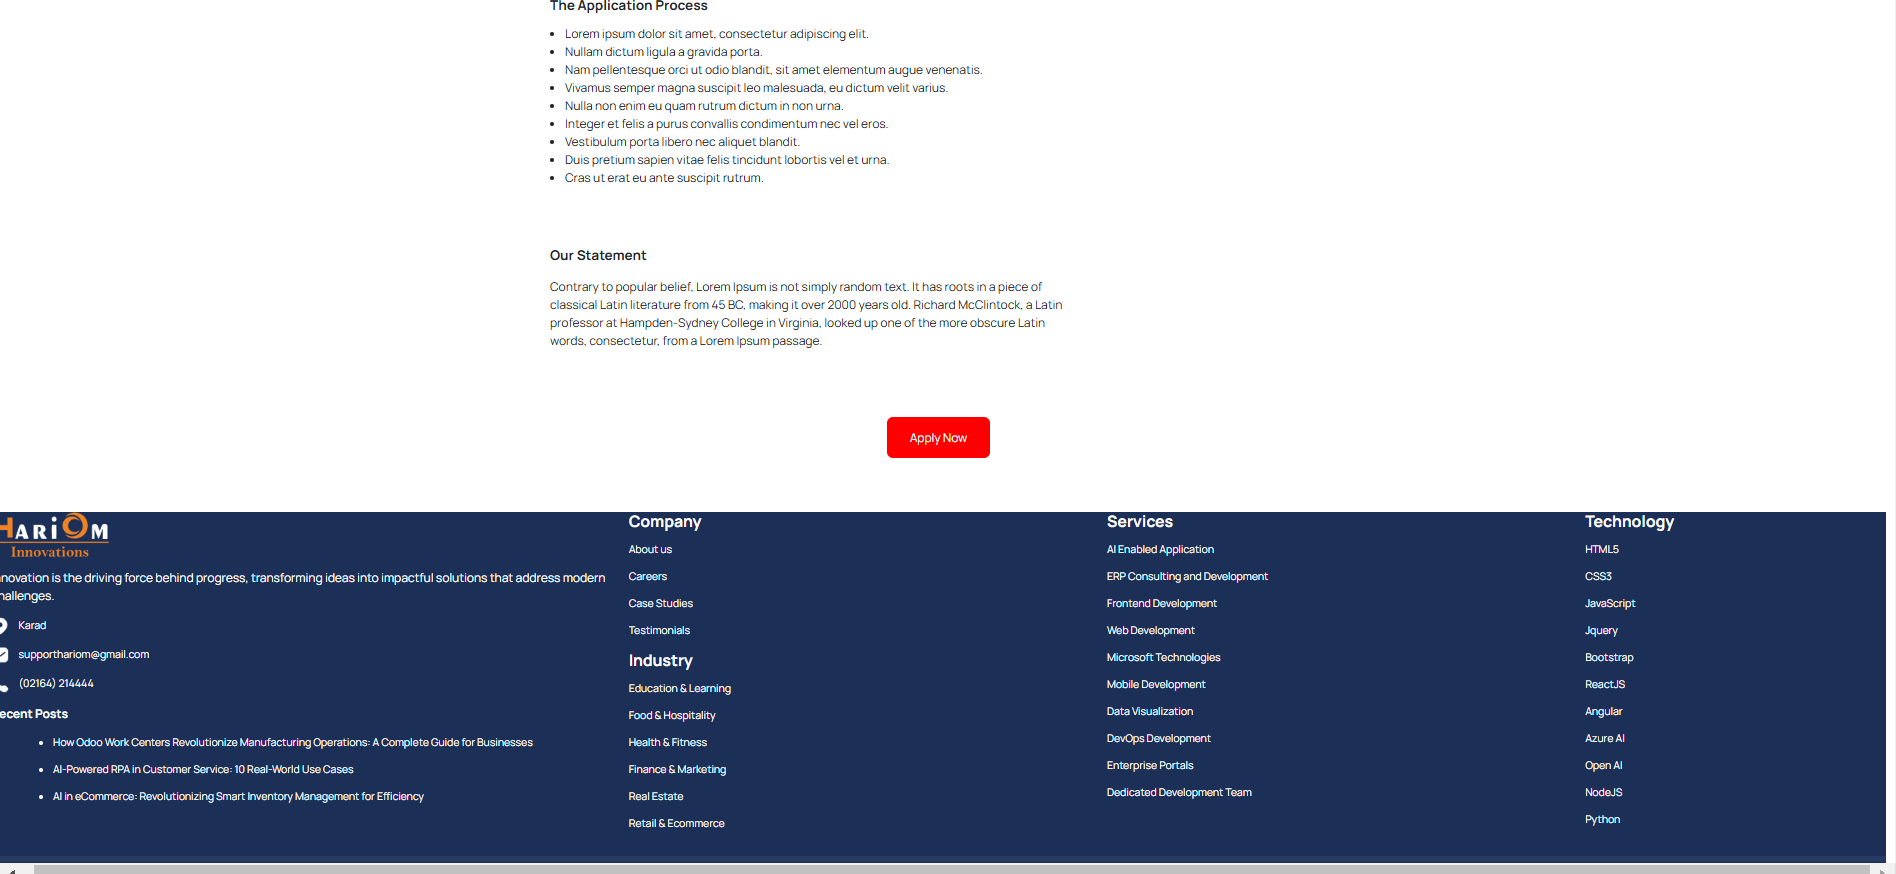 The Application Process
• Lorem ipsum dolor sit amet, consectetur adipiscing elit.
• Nullam dictum ligula a gravida porta.
• Nam pellentesque orci ut odio blandit, sit amet elementum augue venenatis.
• Vivamus semper magna suscipit leo malesuada, eu dictum velit varius.
• Nulla non enim eu quam rutrum dictum in non urna.
• Integer et felis a purus convallis condimentum nec vel eros.
• Vestibulum porta libero nec aliquet blandit.
• Duis pretium sapien vitae felis tincidunt lobortis vel et urna.
• Cras ut erat eu ante suscipit rutrum.
Our Statement
Contrary to popular belief, Lorem Ipsum is not simply random text. It has roots in a piece of
classical Latin literature from 45 BC, making it over 2000 years old. Richard McClintock, a Latin
professor at Hampden-Sydney College in Virginia, looked up one of the more obscure Latin
words, consectetur, from a Lorem Ipsum passage.
Apply Now
HARiOM
Innovations
nnovation is the driving force behind progress, transforming ideas into impactful solutions that address modern
hallenges.
Karad
supporthariom@gmail.com
(02164) 214444
ecent Posts
• How Odoo Work Centers Revolutionize Manufacturing Operations: A Complete Guide for Businesses
• AI-Powered RPA in Customer Service: 10 Real-World Use Cases
• AI in eCommerce: Revolutionizing Smart Inventory Management for Efficiency
Company
About us
Careers
Case Studies
Testimonials
Industry
Education & Learning
Food & Hospitality
Health & Fitness
Finance & Marketing
Real Estate
Retail & Ecommerce
Services
AI Enabled Application
ERP Consulting and Development
Frontend Development
Web Development
Microsoft Technologies
Mobile Development
Data Visualization
DevOps Development
Enterprise Portals
Dedicated Development Team
Technology
HTML5
CSS3
JavaScript
Jquery
Bootstrap
ReactJS
Angular
Azure AI
Open AI
NodeJS
Python